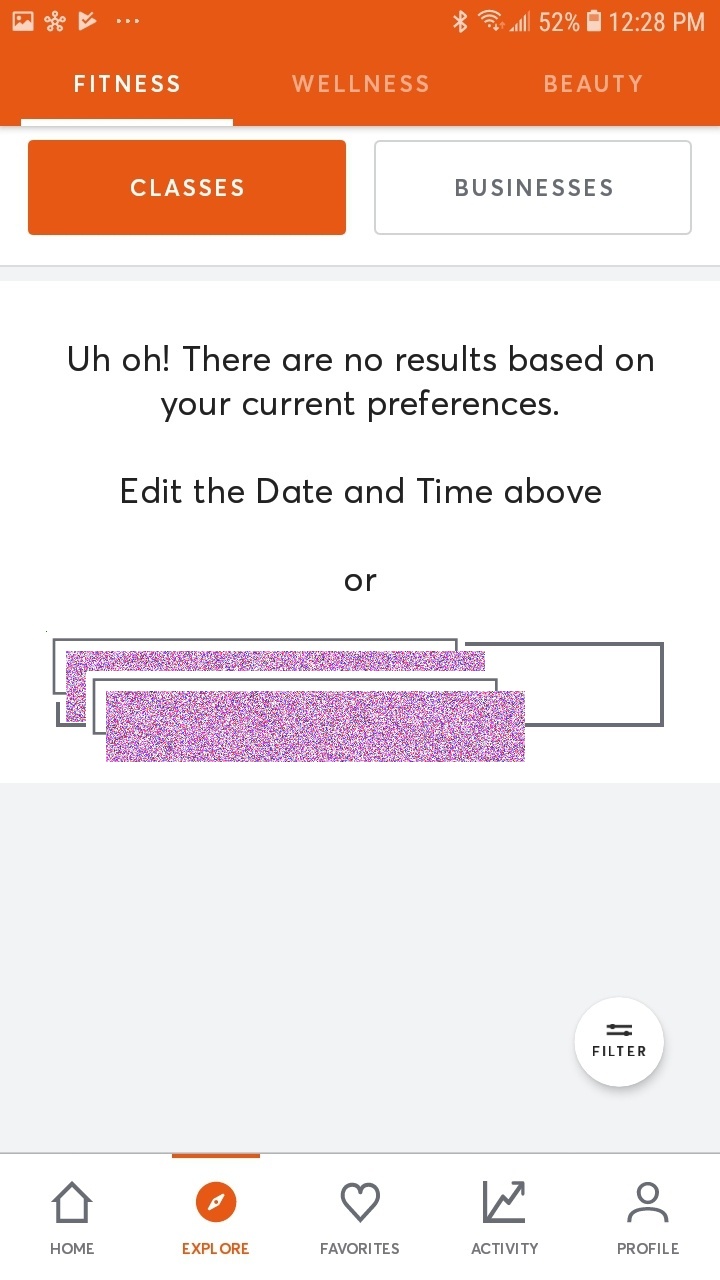 52% 12:28 PM
FITNESS WELLNESS BEAUTY
CLASSES BUSINESSES
Uh oh! There are no results based on
your current preferences.
Edit the Date and Time above
or
FILTER
HOME EXPLORE FAVORITES ACTIVITY PROFILE